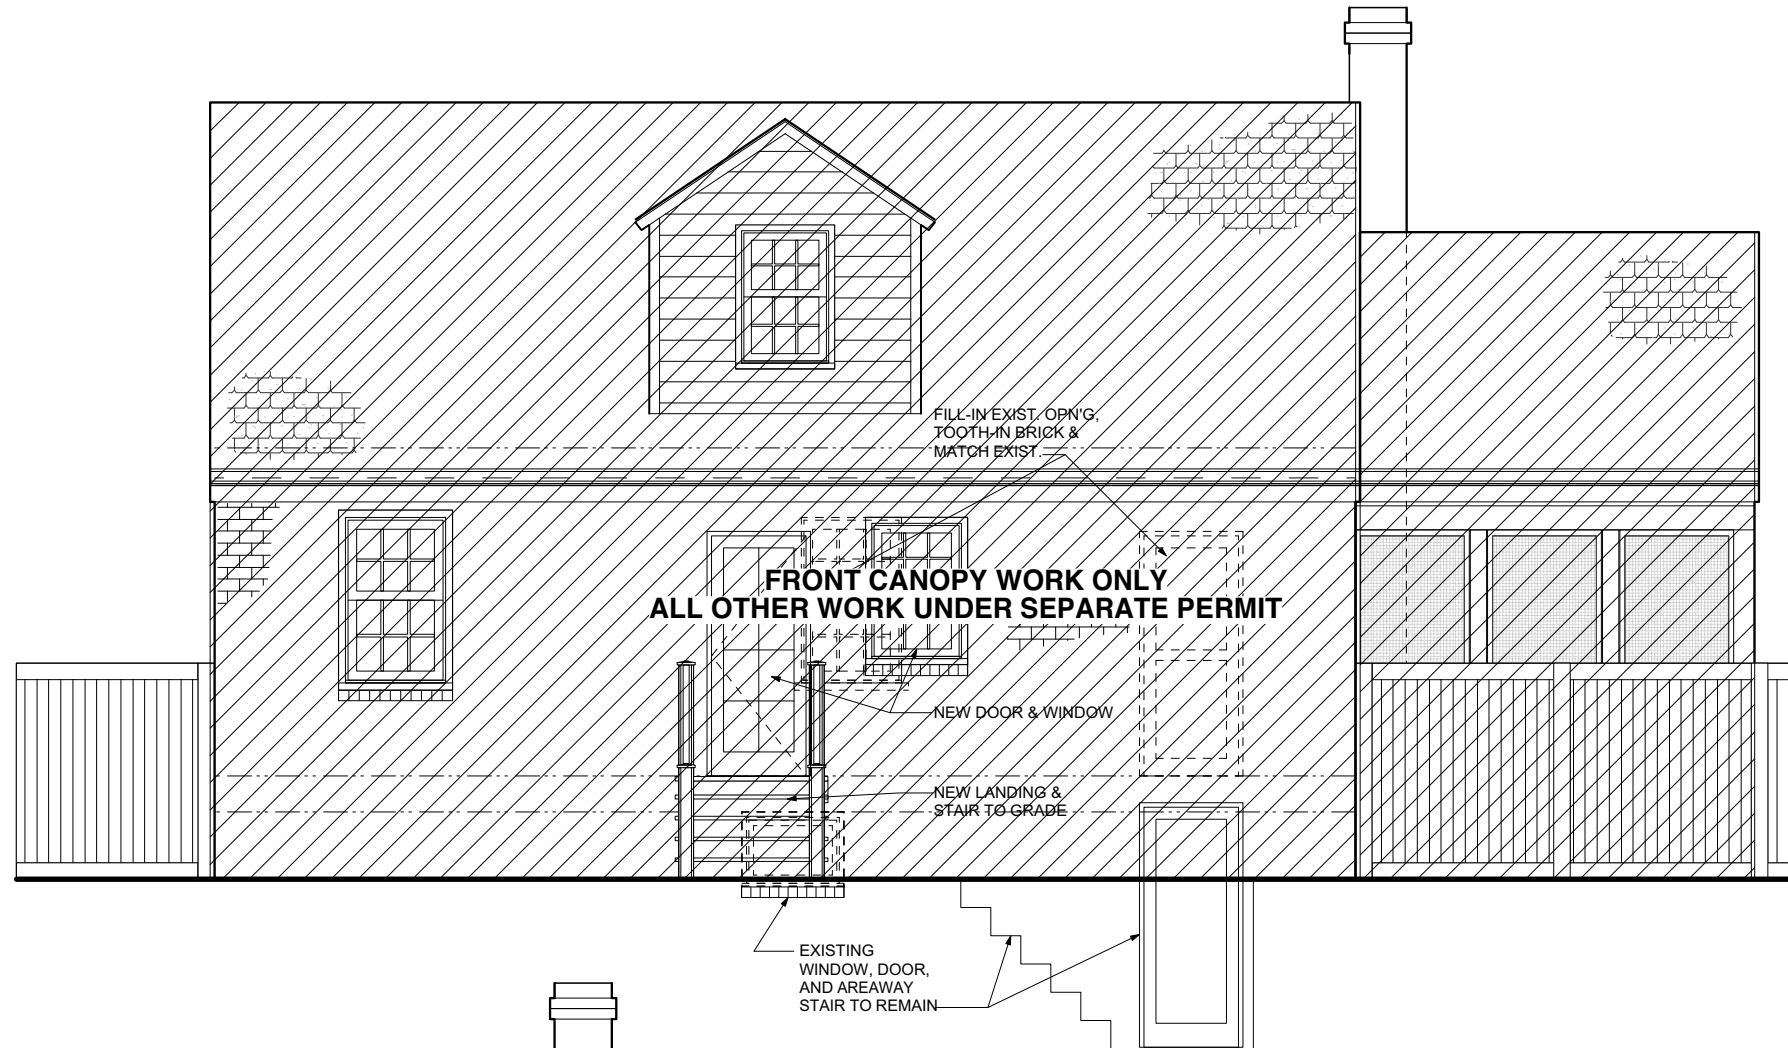 FILL-IN EXIST. OPN'G,
TOOTH-IN BRICK &
MATCH EXIST.
FRONT CANOPY WORK ONLY
ALL OTHER WORK UNDER SEPARATE PERMIT
NEW DOOR & WINDOW
NEW LANDING &
STAIR TO GRADE
EXISTING
WINDOW, DOOR,
AND AREAWAY
STAIR TO REMAIN